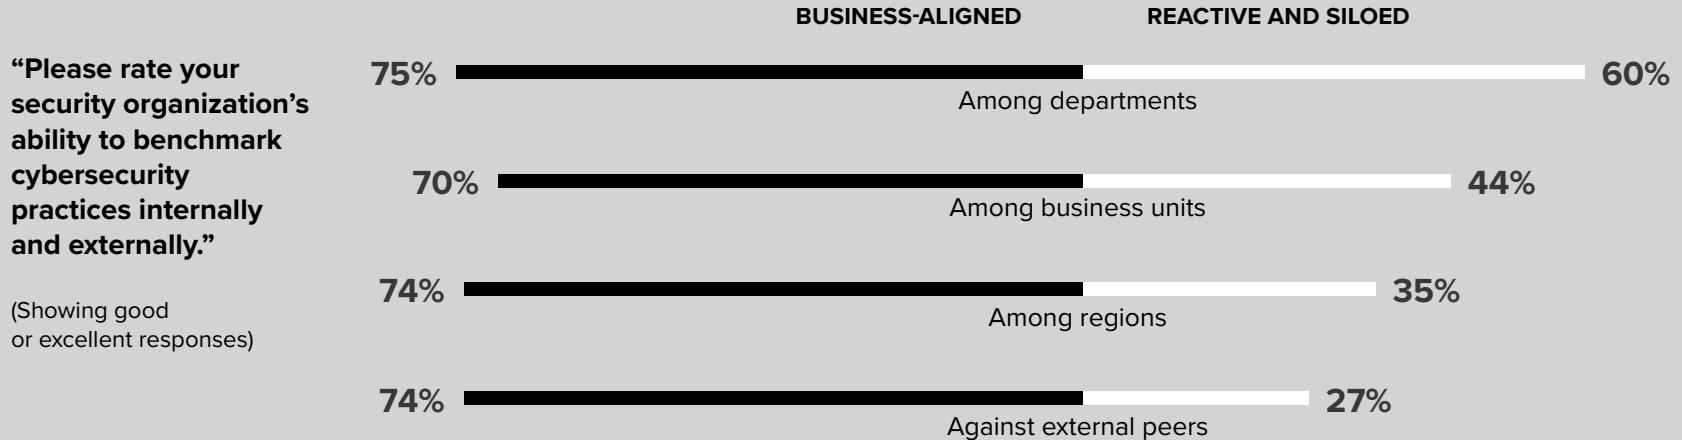 BUSINESS-ALIGNED REACTIVE AND SILOED
“Please rate your
security organization’s
ability to benchmark
cybersecurity
practices internally
and externally.”
(Showing good
or excellent responses)
75% 60%
Among departments
70% 44%
Among business units
74% 35%
Among regions
74% 27%
Against external peers